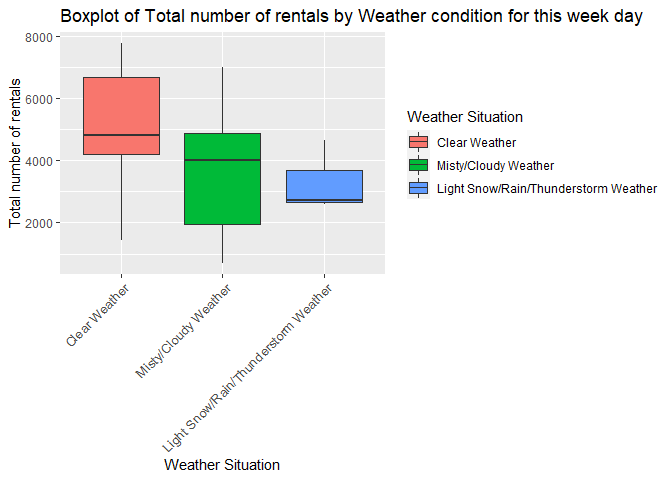 Boxplot of Total number of rentals by Weather condition for this week day
Total number of rentals
8000
6000
4000
2000
Clear Weather
Misty/Cloudy Weather
Light Snow/Rain/Thunderstorm Weather
Weather Situation
Weather Situation
Clear Weather
Misty/Cloudy Weather
Light Snow/Rain/Thunderstorm Weather